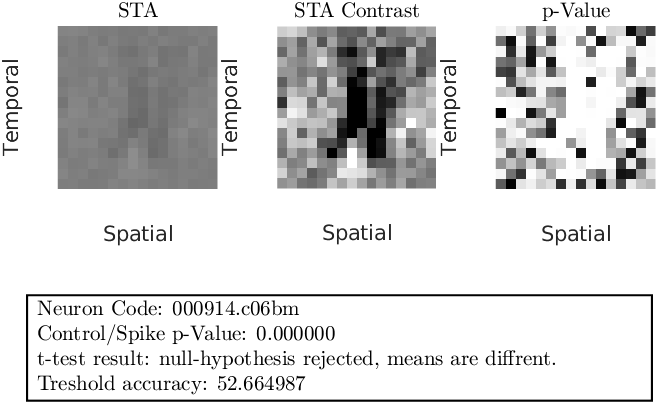 STA
STA Contrast
p-Value
Temporal
Temporal
Temporal
Spatial
Spatial
Spatial
Neuron Code: 000914.c06bm
Control/Spike p-Value: 0.000000
t-test result: null-hypothesis rejected, means are diffrent.
Treshold accuracy: 52.664987